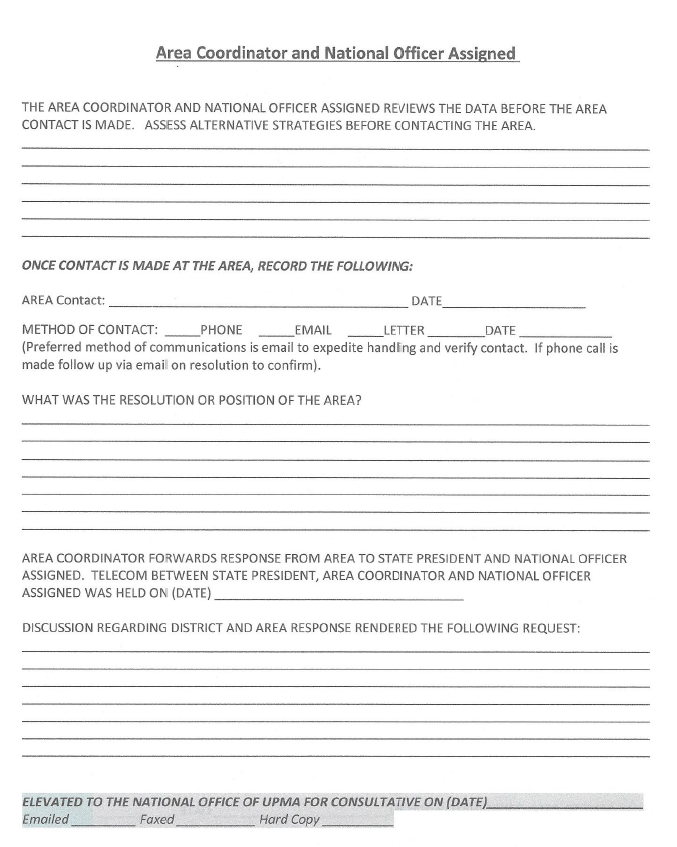 Area Coordinator and National Officer Assigned
THE AREA COORDINATOR AND NATIONAL OFFICER ASSIGNED REVIEWS THE DATA BEFORE THE AREA
CONTACT IS MADE. ASSESS ALTERNATIVE STRATEGIES BEFORE CONTACTING THE AREA.
ONCE CONTACT IS MADE AT THE AREA, RECORD THE FOLLOWING:
AREA Contact: ______________________________ DATE______________
METHOD OF CONTACT: _____PHONE _____EMAIL _____LETTER ________DATE _____________
(Preferred method of communications is email to expedite handling and verify contact. If phone call is
made follow up via email on resolution to confirm).
WHAT WAS THE RESOLUTION OR POSITION OF THE AREA?
AREA COORDINATOR FORWARDS RESPONSE FROM AREA TO STATE PRESIDENT AND NATIONAL OFFICER
ASSIGNED. TELECOM BETWEEN STATE PRESIDENT, AREA COORDINATOR AND NATIONAL OFFICER
ASSIGNED WAS HELD ON (DATE) ______________________________
DISCUSSION REGARDING DISTRICT AND AREA RESPONSE RENDERED THE FOLLOWING REQUEST:
ELEVATED TO THE NATIONAL OFFICE OF UPMA FOR CONSULTATIVE ON (DATE)______________________
Emailed _________ Faxed ___________ Hard Copy __________